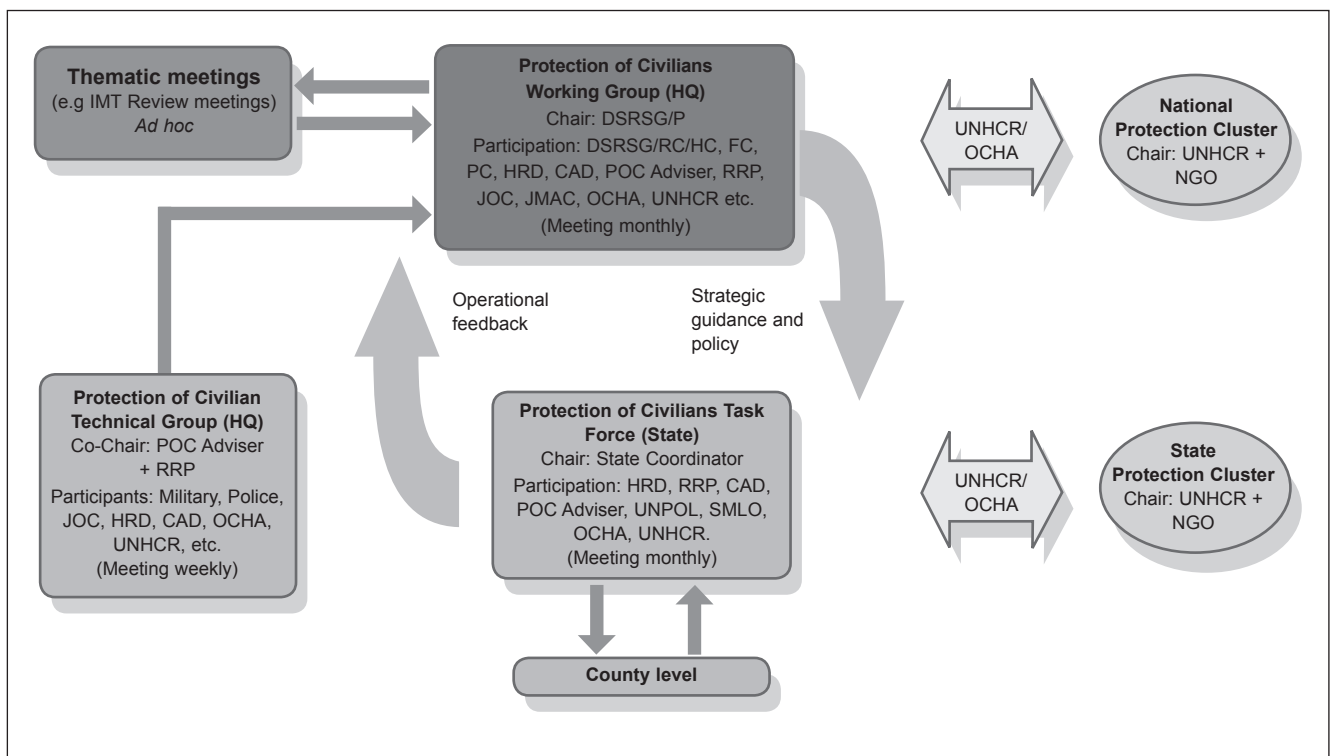 Thematic meetings
(e.g IMT Review meetings)
Ad hoc
Protection of Civilians
Working Group (HQ)
Chair: DSRSG/P
Participation: DSRSG/RC/HC, FC,
PC, HRD, CAD, POC Adviser, RRP,
JOC, JMAC, OCHA, UNHCR etc.
(Meeting monthly)
UNHCR/
OCHA
National
Protection Cluster
Chair: UNHCR +
NGO
Operational
feedback
Strategic
guidance and
policy
Protection of Civilian
Technical Group (HQ)
Co-Chair: POC Adviser
+ RRP
Participants: Military, Police,
JOC, HRD, CAD, OCHA,
UNHCR, etc.
(Meeting weekly)
Protection of Civilians Task
Force (State)
Chair: State Coordinator
Participation: HRD, RRP, CAD,
POC Adviser, UNPOL, SMLO,
OCHA, UNHCR.
(Meeting monthly)
UNHCR/
OCHA
State
Protection Cluster
Chair: UNHCR +
NGO
County level